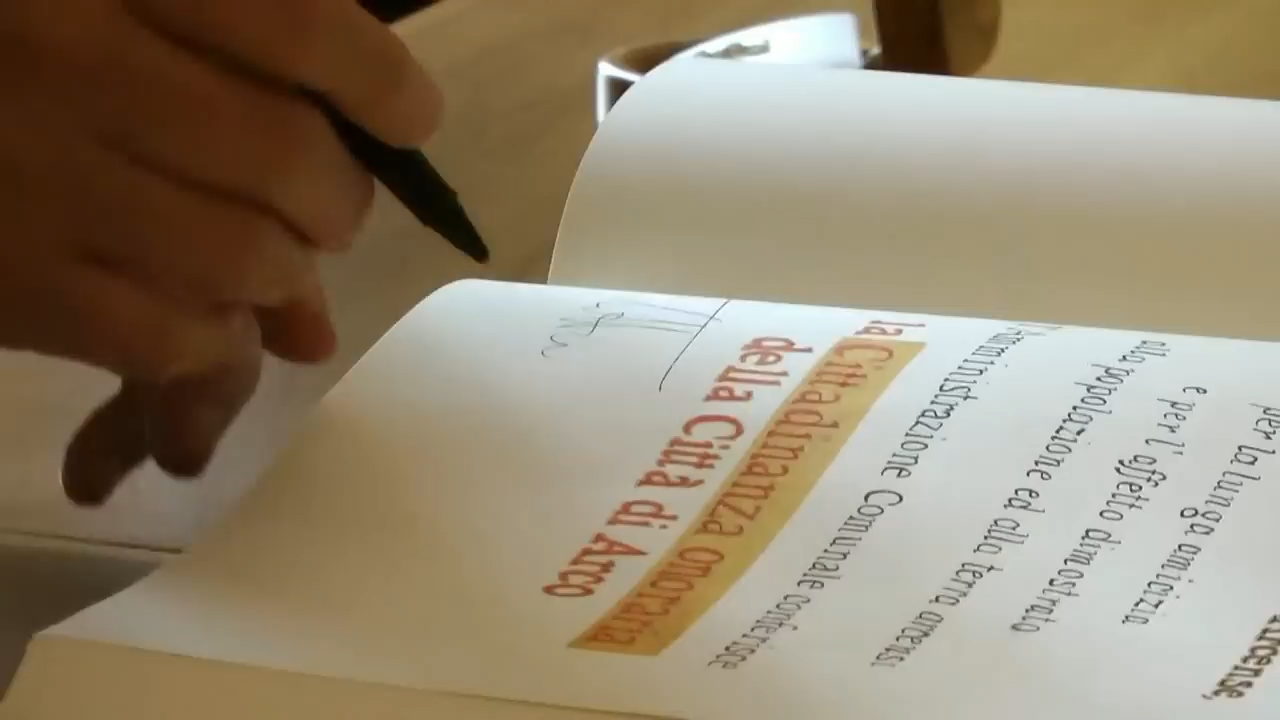 Arcense,
per la lunga amicizia
e per l'affetto dimostrato
alla popolazione ed alla terra arcensi
l'Amministrazione Comunale conferisce
la Cittadinanza onoraria
della Città di Arco